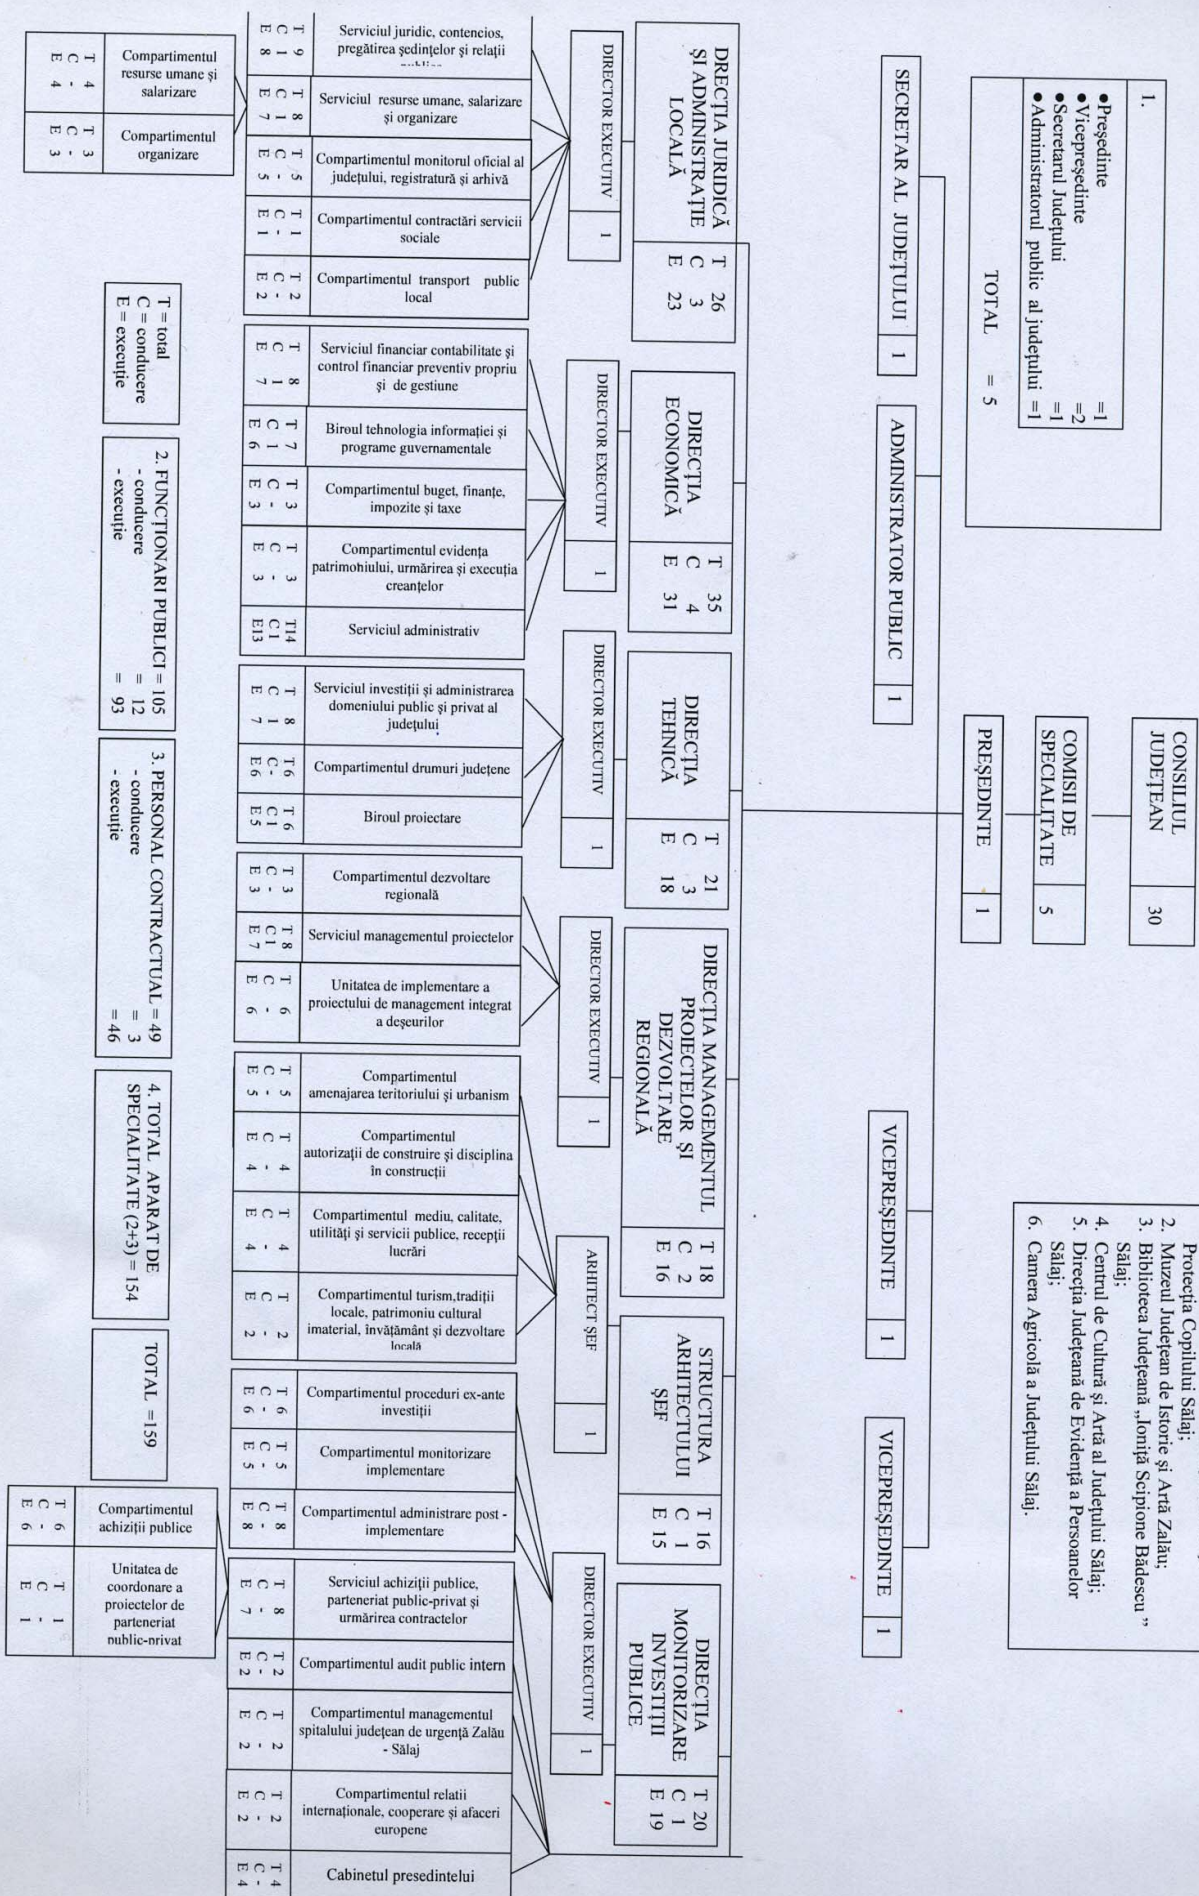 CONSILIUL
JUDEȚEAN
30
COMISII DE
SPECIALITATE
5
PREȘEDINTE
1
1.
●Președinte =1
●Vicepreședinte =2
●Secretarul Județului =1
●Administratorul public al județului =1
TOTAL = 5
Protecția Copilului Sălaj;
2. Muzeul Județean de Istorie și Artă Zalău;
3. Biblioteca Județeană „Ioniță Scipione Bădescu”
Sălaj;
4. Centrul de Cultură și Artă al Județului Sălaj;
5. Direcția Județeană de Evidență a Persoanelor
Sălaj;
6. Camera Agricolă a Județului Sălaj.
SECRETAR AL JUDEȚULUI
1
ADMINISTRATOR PUBLIC
1
VICEPREȘEDINTE
1
VICEPREȘEDINTE
1
DRECȚIA JURIDICĂ
ȘI ADMINISTRAȚIE
LOCALĂ
T 26
C 3
E 23
DIRECȚIA
ECONOMICĂ
T 35
C 4
E 31
DIRECȚIA
TEHNICĂ
T 21
C 3
E 18
DIRECȚIA MANAGEMENTUL
PROIECTELOR ȘI
DEZVOLTARE
REGIONALĂ
T 18
C 2
E 16
STRUCTURA
ARHITECTULUI
ȘEF
T 16
C 1
E 15
DIRECȚIA
MONITORIZARE
INVESTIȚII
PUBLICE
T 20
C 1
E 19
DIRECTOR EXECUTIV
1
DIRECTOR EXECUTIV
1
DIRECTOR EXECUTIV
1
DIRECTOR EXECUTIV
1
ARHITECT ȘEF
1
DIRECTOR EXECUTIV
1
Serviciul juridic, contencios,
pregătirea ședințelor și relații
T 9
C 1
E 8
Serviciul resurse umane, salarizare
și organizare
T 8
C 1
E 7
Compartimentul monitorul oficial al
județului, registratură și arhivă
T 5
C -
E 5
Compartimentul contractări servicii
sociale
T 1
C -
E 1
Compartimentul transport public
local
T 2
C -
E 2
Serviciul financiar contabilitate și
control financiar preventiv propriu
și de gestiune
T 8
C 1
E 7
Biroul tehnologia informației și
programe guvernamentale
T 7
C 1
E 6
Compartimentul buget, finanțe,
impozite și taxe
T 3
C -
E 3
Compartimentul evidența
patrimoniului, urmărirea și execuția
creanțelor
T 3
C -
E 3
Serviciul administrativ
T14
C1
E13
Serviciul investiții și administrarea
domeniului public și privat al
județului
T 8
C 1
E 7
Compartimentul drumuri județene
T6
C-
E6
Biroul proiectare
T 6
C1
E5
Compartimentul dezvoltare
regională
T 3
C -
E 3
Serviciul managementul proiectelor
T 8
C1
E7
Unitatea de implementare a
proiectului de management integrat
a deșeurilor
T 6
C -
E 6
Compartimentul
amenajarea teritoriului și urbanism
T 5
C -
E 5
Compartimentul
autorizații de construire și disciplina
în construcții
T 4
C -
E 4
Compartimentul mediu, calitate,
utilități și servicii publice, recepții
lucrări
T 4
C -
E 4
Compartimentul turism,tradiții
locale, patrimoniu cultural
imaterial, învățământ și dezvoltare
locală
T 2
C -
E 2
Compartimentul proceduri ex-ante
investiții
T 6
C -
E 6
Compartimentul monitorizare
implementare
T 5
C -
E 5
Compartimentul administrare post -
implementare
T 8
C -
E 8
Serviciul achiziții publice,
parteneriat public-privat și
urmărirea contractelor
T 8
C -
E 7
Compartimentul audit public intern
T 2
C -
E 2
Compartimentul managementul
spitalului județean de urgență Zalău
- Sălaj
T 2
C -
E 2
Compartimentul relatii
internaționale, cooperare și afaceri
europene
T 2
C -
E 2
Cabinetul presedintelui
T 4
C -
E 4
Compartimentul
resurse umane și
salarizare
T 4
C -
E 4
Compartimentul
organizare
T 3
C -
E 3
Compartimentul
achiziții publice
T 6
C -
E 6
Unitatea de
coordonare a
proiectelor de
parteneriat
public-privat
T 1
C -
E 1
T = total
C = conducere
E = execuție
2. FUNCȚIONARI PUBLICI = 105
- conducere = 12
- execuție = 93
3. PERSONAL CONTRACTUAL = 49
- conducere = 3
- execuție = 46
4. TOTAL APARAT DE
SPECIALITATE (2+3) = 154
TOTAL =159